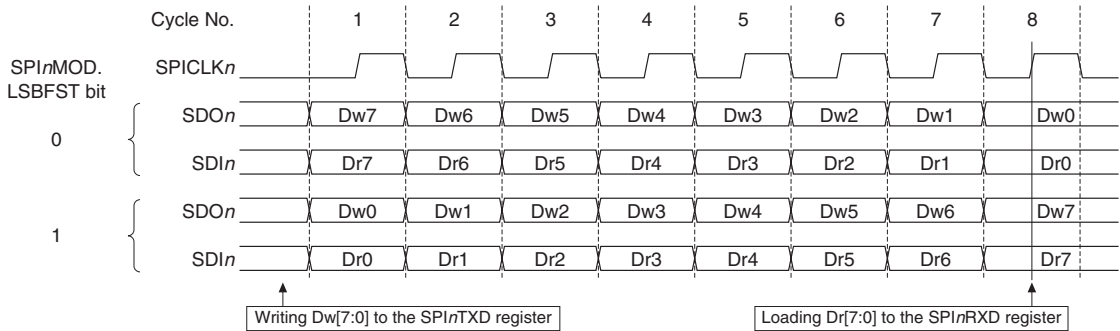 Cycle No. 1 2 3 4 5 6 7 8
SPInMOD.
LSBFST bit
SPICLKn
0
SDOn Dw7 Dw6 Dw5 Dw4 Dw3 Dw2 Dw1 Dw0
SDIn Dr7 Dr6 Dr5 Dr4 Dr3 Dr2 Dr1 Dr0
1
SDOn Dw0 Dw1 Dw2 Dw3 Dw4 Dw5 Dw6 Dw7
SDIn Dr0 Dr1 Dr2 Dr3 Dr4 Dr5 Dr6 Dr7
Writing Dw[7:0] to the SPInTXD register
Loading Dr[7:0] to the SPInRXD register